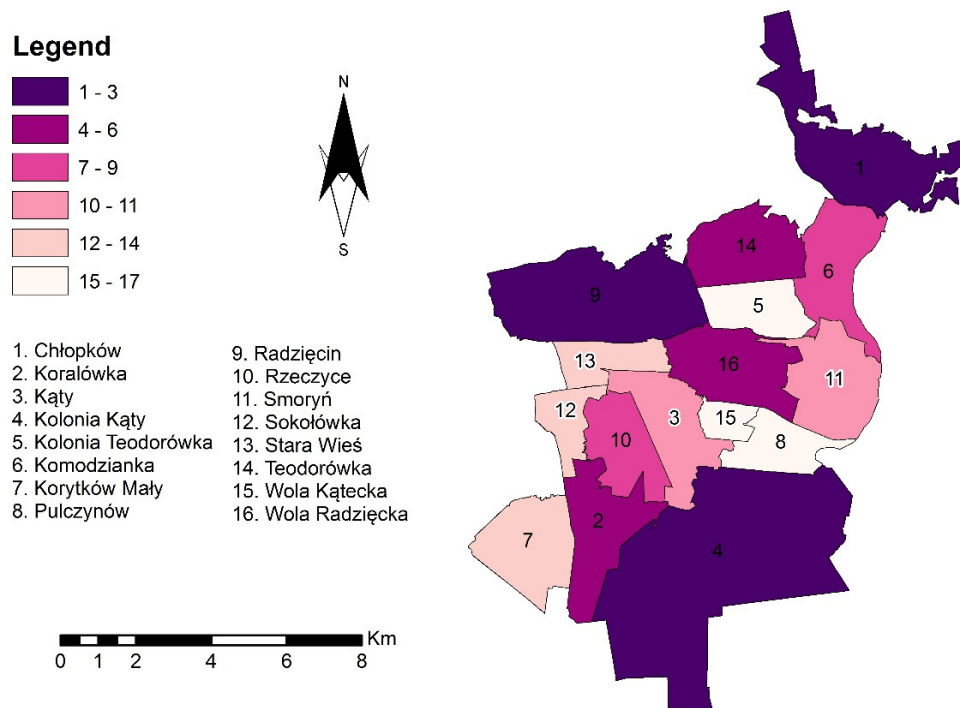 Legend
1 - 3
4 - 6
7 - 9
10 - 11
12 - 14
15 - 17
N
S
1. Chłopków
2. Koralówka
3. Kąty
4. Kolonia Kąty
5. Kolonia Teodorówka
6. Komodzianka
7. Korytków Mały
8. Pulczynów
9. Radzięcin
10. Rzeczyce
11. Smoryń
12. Sokołówka
13. Stara Wieś
14. Teodorówka
15. Wola Kątecka
16. Wola Radzięcka
Km
0 1 2 4 6 8
1
14
6
9
5
13
16
11
12
3
15
10
8
2
7
4